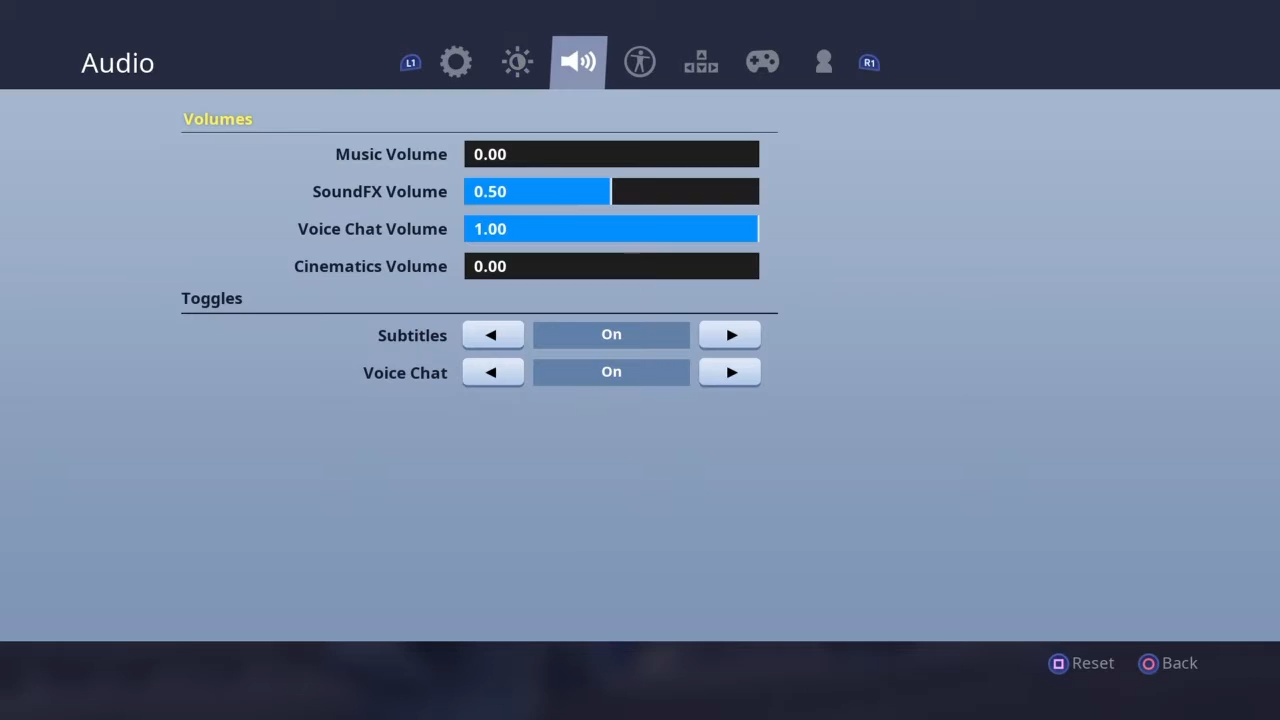 Audio
L1
R1
Volumes
Music Volume 0.00
SoundFX Volume 0.50
Voice Chat Volume 1.00
Cinematics Volume 0.00
Toggles
Subtitles On
Voice Chat On
Reset Back